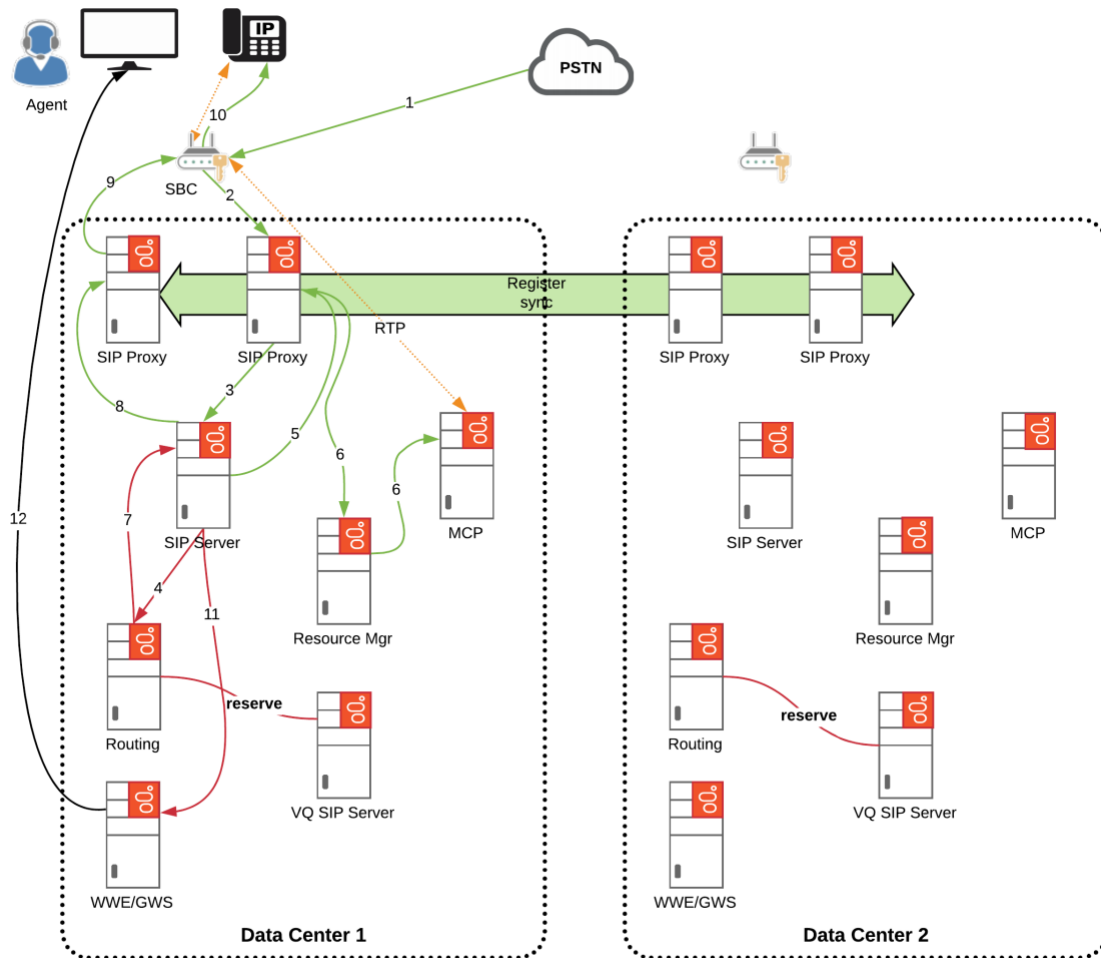 IP
PSTN
Agent
1
10
9
SBC
2
Register
sync
RTP
SIP Proxy
SIP Proxy
SIP Proxy
SIP Proxy
3
8
5
6
6
12
7
SIP Server
MCP
SIP Server
MCP
4
11
Resource Mgr
Resource Mgr
reserve
reserve
Routing
Routing
VQ SIP Server
VQ SIP Server
WWE/GWS
WWE/GWS
Data Center 1
Data Center 2